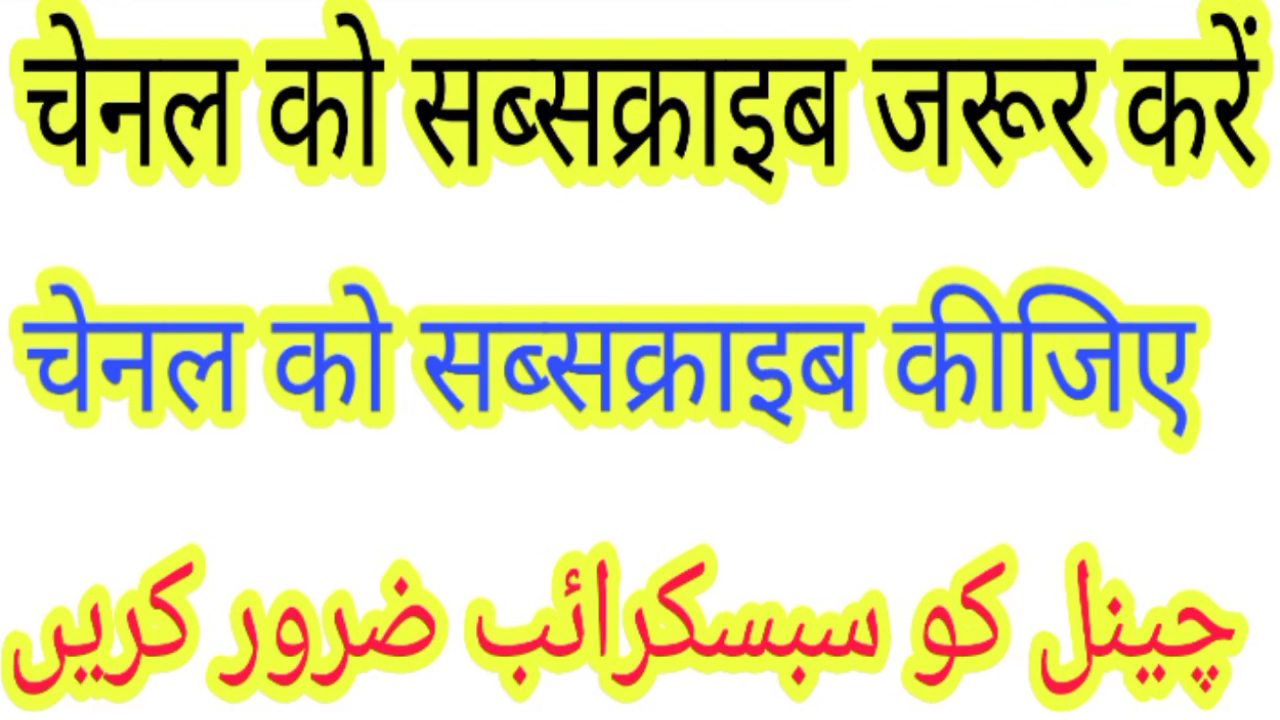 चेनल को सब्सक्राइब जरूर करें
चेनल को सब्सक्राइब कीजिए
چینل کو سبسکرائب ضرور کریں